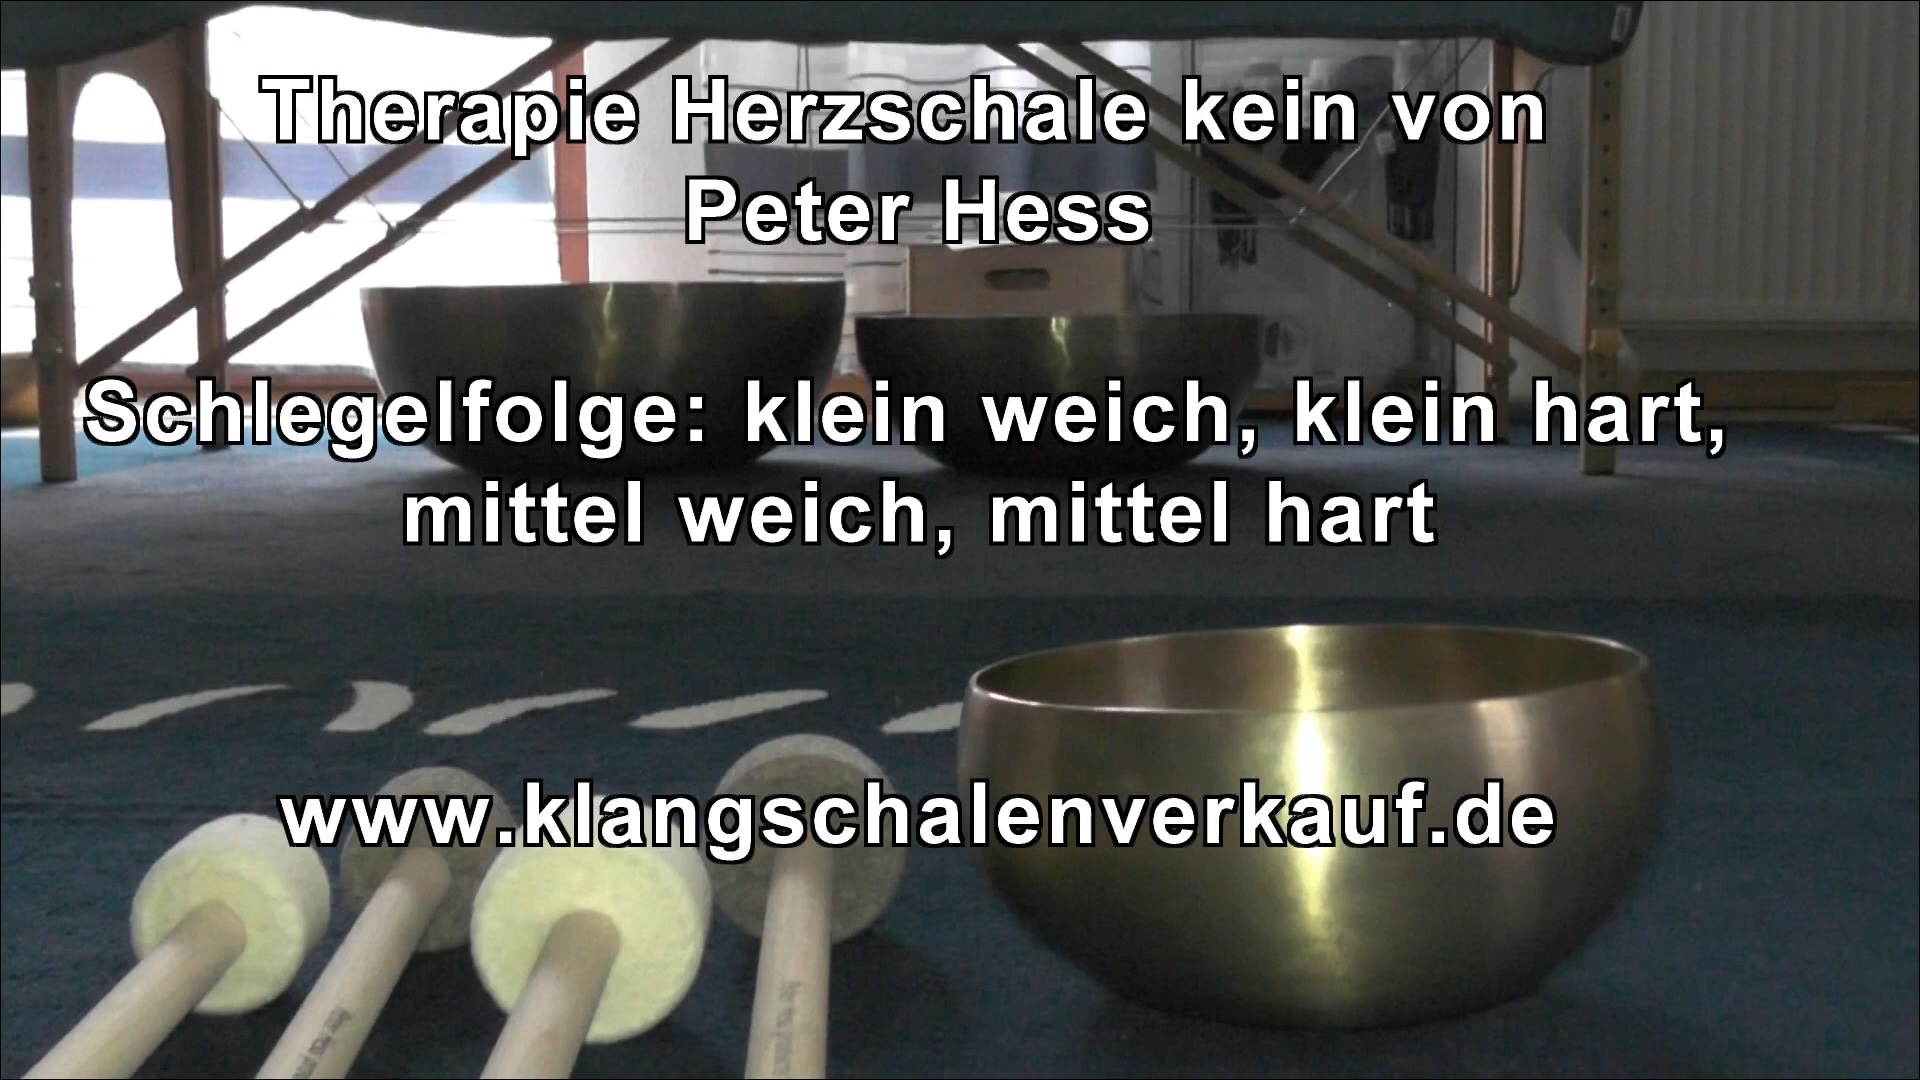 Therapie Herzschale kein von
Peter Hess
Schlegelfolge: klein weich, klein hart,
mittel weich, mittel hart
www.klangschalenverkauf.de